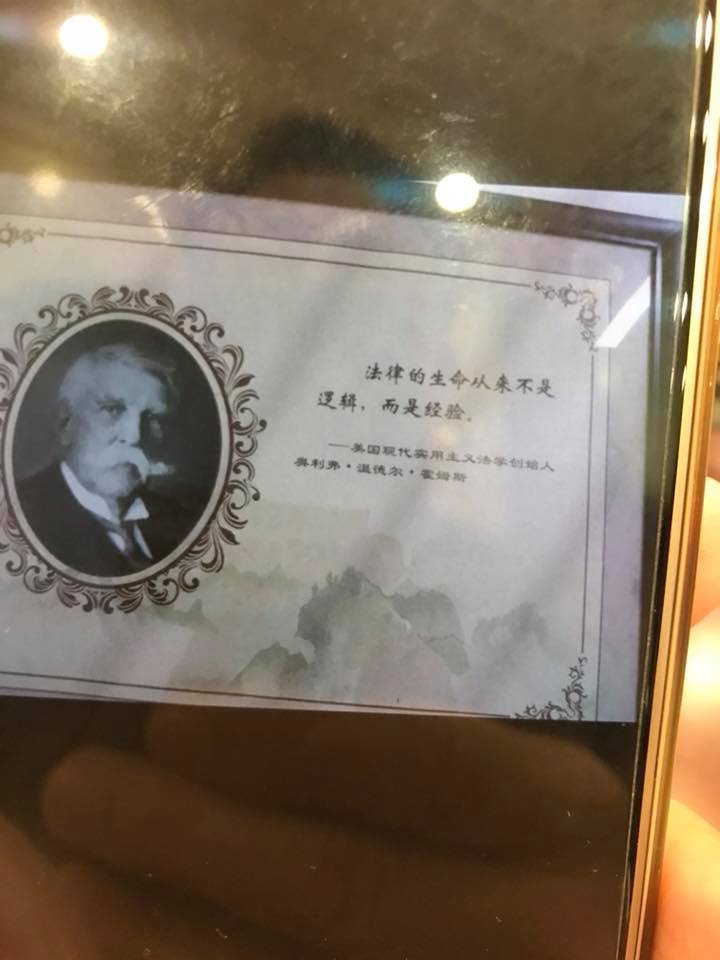 法律的生命从来不是
逻辑，而是经验。
——美国现代实用主义法学创始人
奥利弗·温德尔·霍姆斯